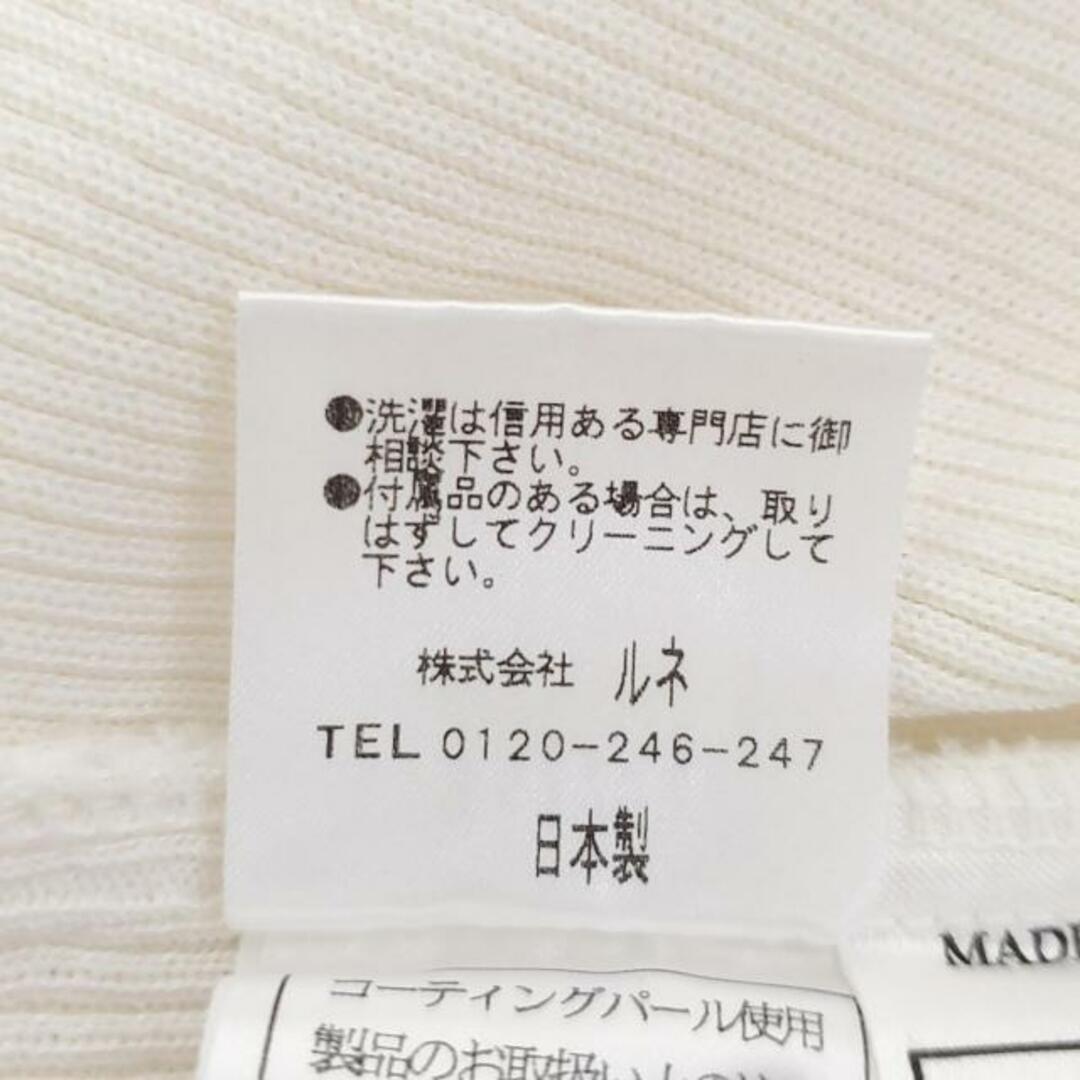 ●洗濯は信用ある専門店に御
相談下さい。
●付属品のある場合は、取り
はずしてクリーニングして
下さい。
株式会社 ルネ
TEL 0120-246-247
日本製
MADE
コーティングパール使用
製品のお取扱い